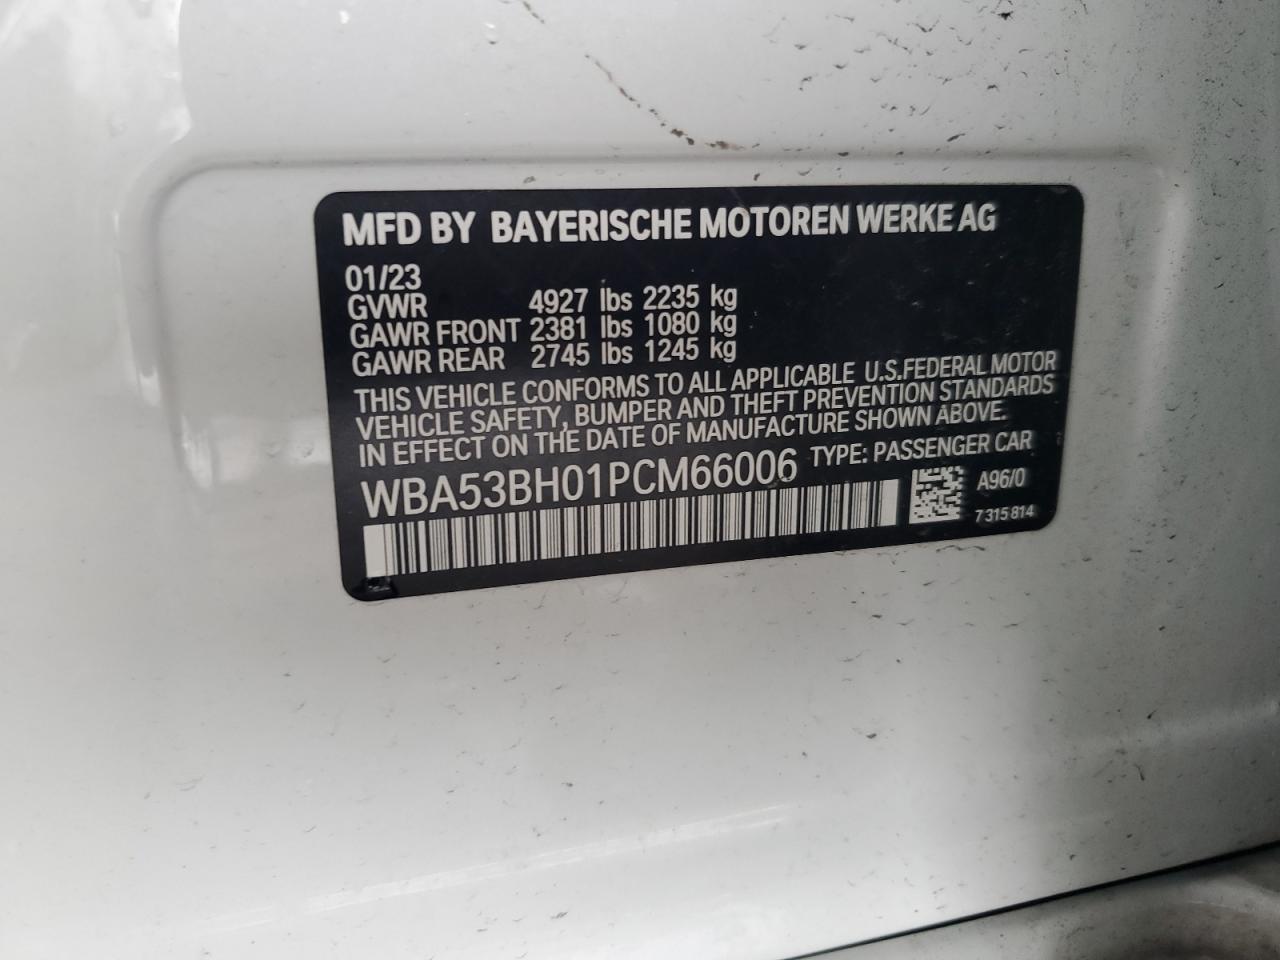 MFD BY BAYERISCHE MOTOREN WERKE AG
01/23
GVWR 4927 lbs 2235 kg
GAWR FRONT 2381 lbs 1080 kg
GAWR REAR 2745 lbs 1245 kg
THIS VEHICLE CONFORMS TO ALL APPLICABLE U.S.FEDERAL MOTOR
VEHICLE SAFETY, BUMPER AND THEFT PREVENTION STANDARDS
IN EFFECT ON THE DATE OF MANUFACTURE SHOWN ABOVE.
WBA53BH01PCM66006 TYPE: PASSENGER CAR
A96/0
7 315 814